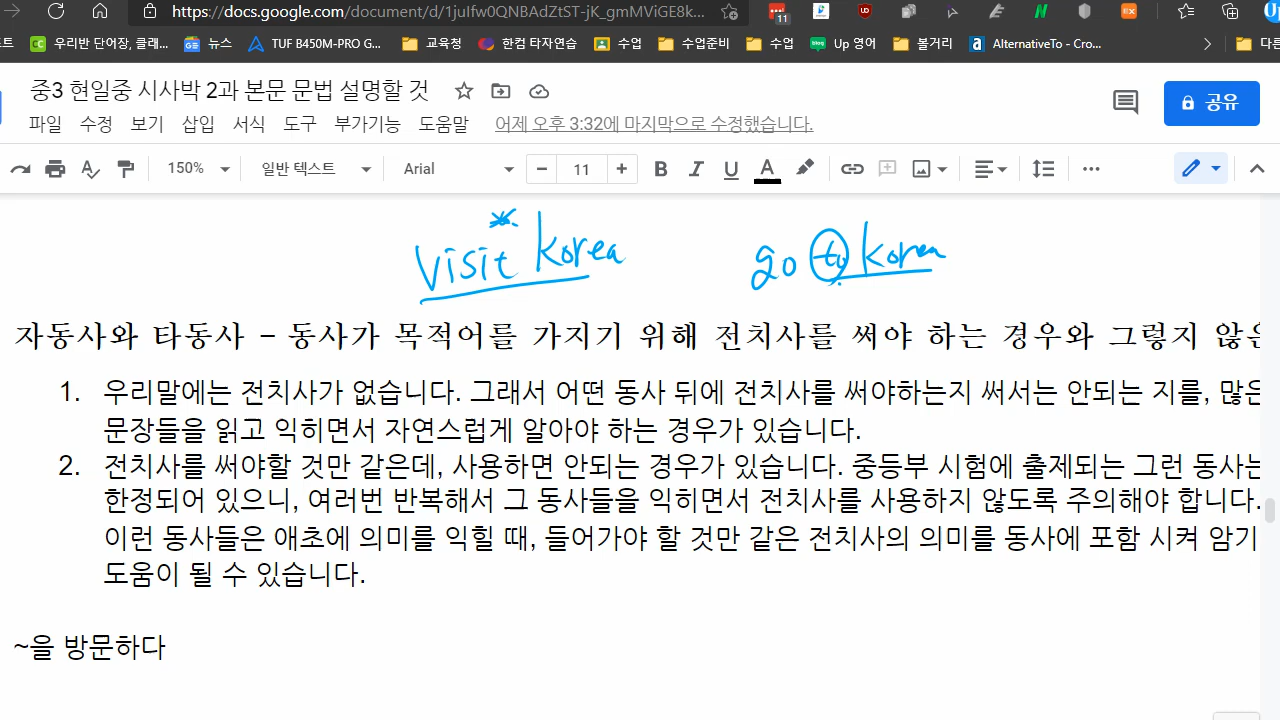 https://docs.google.com/document/d/1julfw0QNBAdZtST-jK_gmMViGE8k...
11
우리반 단어장, 클래...
뉴스
TUF B450M-PRO G...
교육청
한컴 타자연습
수업
수업준비
수업
Up 영어
볼거리
AlternativeTo - Cro...
중3 현일중 시사박 2과 본문 문법 설명할 것
공유
파일 수정 보기 삽입 서식 도구 부가기능 도움말 어제 오후 3:32에 마지막으로 수정했습니다.
150% 일반 텍스트 Arial 11 B I U A
visit Korea go to Korea
자동사와 타동사 – 동사가 목적어를 가지기 위해 전치사를 써야 하는 경우와 그렇지 않은
1. 우리말에는 전치사가 없습니다. 그래서 어떤 동사 뒤에 전치사를 써야하는지 써서는 안되는 지를, 많은
문장들을 읽고 익히면서 자연스럽게 알아야 하는 경우가 있습니다.
2. 전치사를 써야할 것만 같은데, 사용하면 안되는 경우가 있습니다. 중등부 시험에 출제되는 그런 동사는
한정되어 있으니, 여러번 반복해서 그 동사들을 익히면서 전치사를 사용하지 않도록 주의해야 합니다.
이런 동사들은 애초에 의미를 익힐 때, 들어가야 할 것만 같은 전치사의 의미를 동사에 포함 시켜 암기
도움이 될 수 있습니다.
~을 방문하다